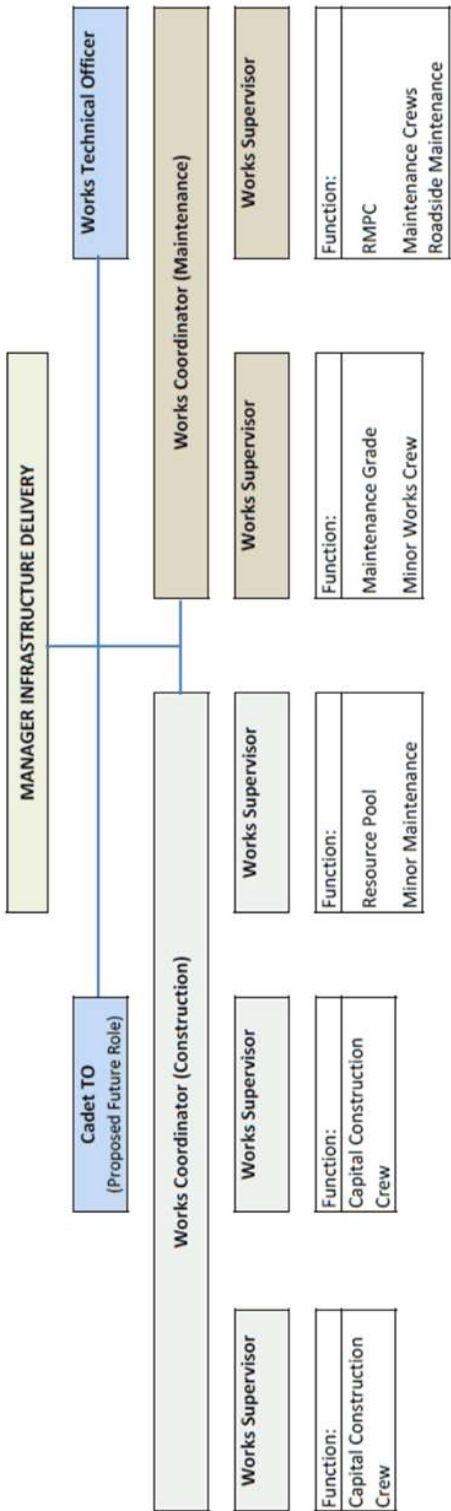 MANAGER INFRASTRUCTURE DELIVERY
Cadet TO
(Proposed Future Role)
Works Technical Officer
Works Coordinator (Construction)
Works Coordinator (Maintenance)
Works Supervisor
Works Supervisor
Works Supervisor
Works Supervisor
Works Supervisor
Function:
Capital Construction
Crew
Function:
Capital Construction
Crew
Function:
Resource Pool
Minor Maintenance
Function:
Maintenance Grade
Minor Works Crew
Function:
RMPC
Maintenance Crews
Roadside Maintenance